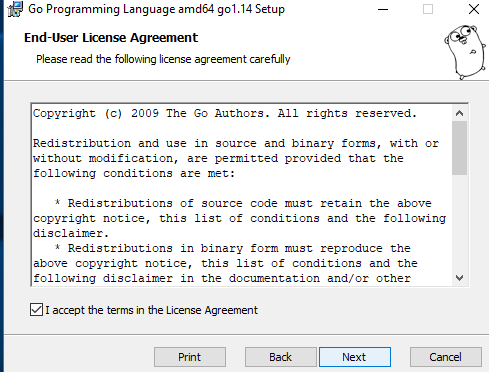 Go Programming Language amd64 go1.14 Setup
End-User License Agreement
Please read the following license agreement carefully
Copyright (c) 2009 The Go Authors. All rights reserved.
Redistribution and use in source and binary forms, with or
without modification, are permitted provided that the
following conditions are met:
* Redistributions of source code must retain the above
copyright notice, this list of conditions and the following
disclaimer.
* Redistributions in binary form must reproduce the
above copyright notice, this list of conditions and the
following disclaimer in the documentation and/or other
I accept the terms in the License Agreement
Print Back Next Cancel